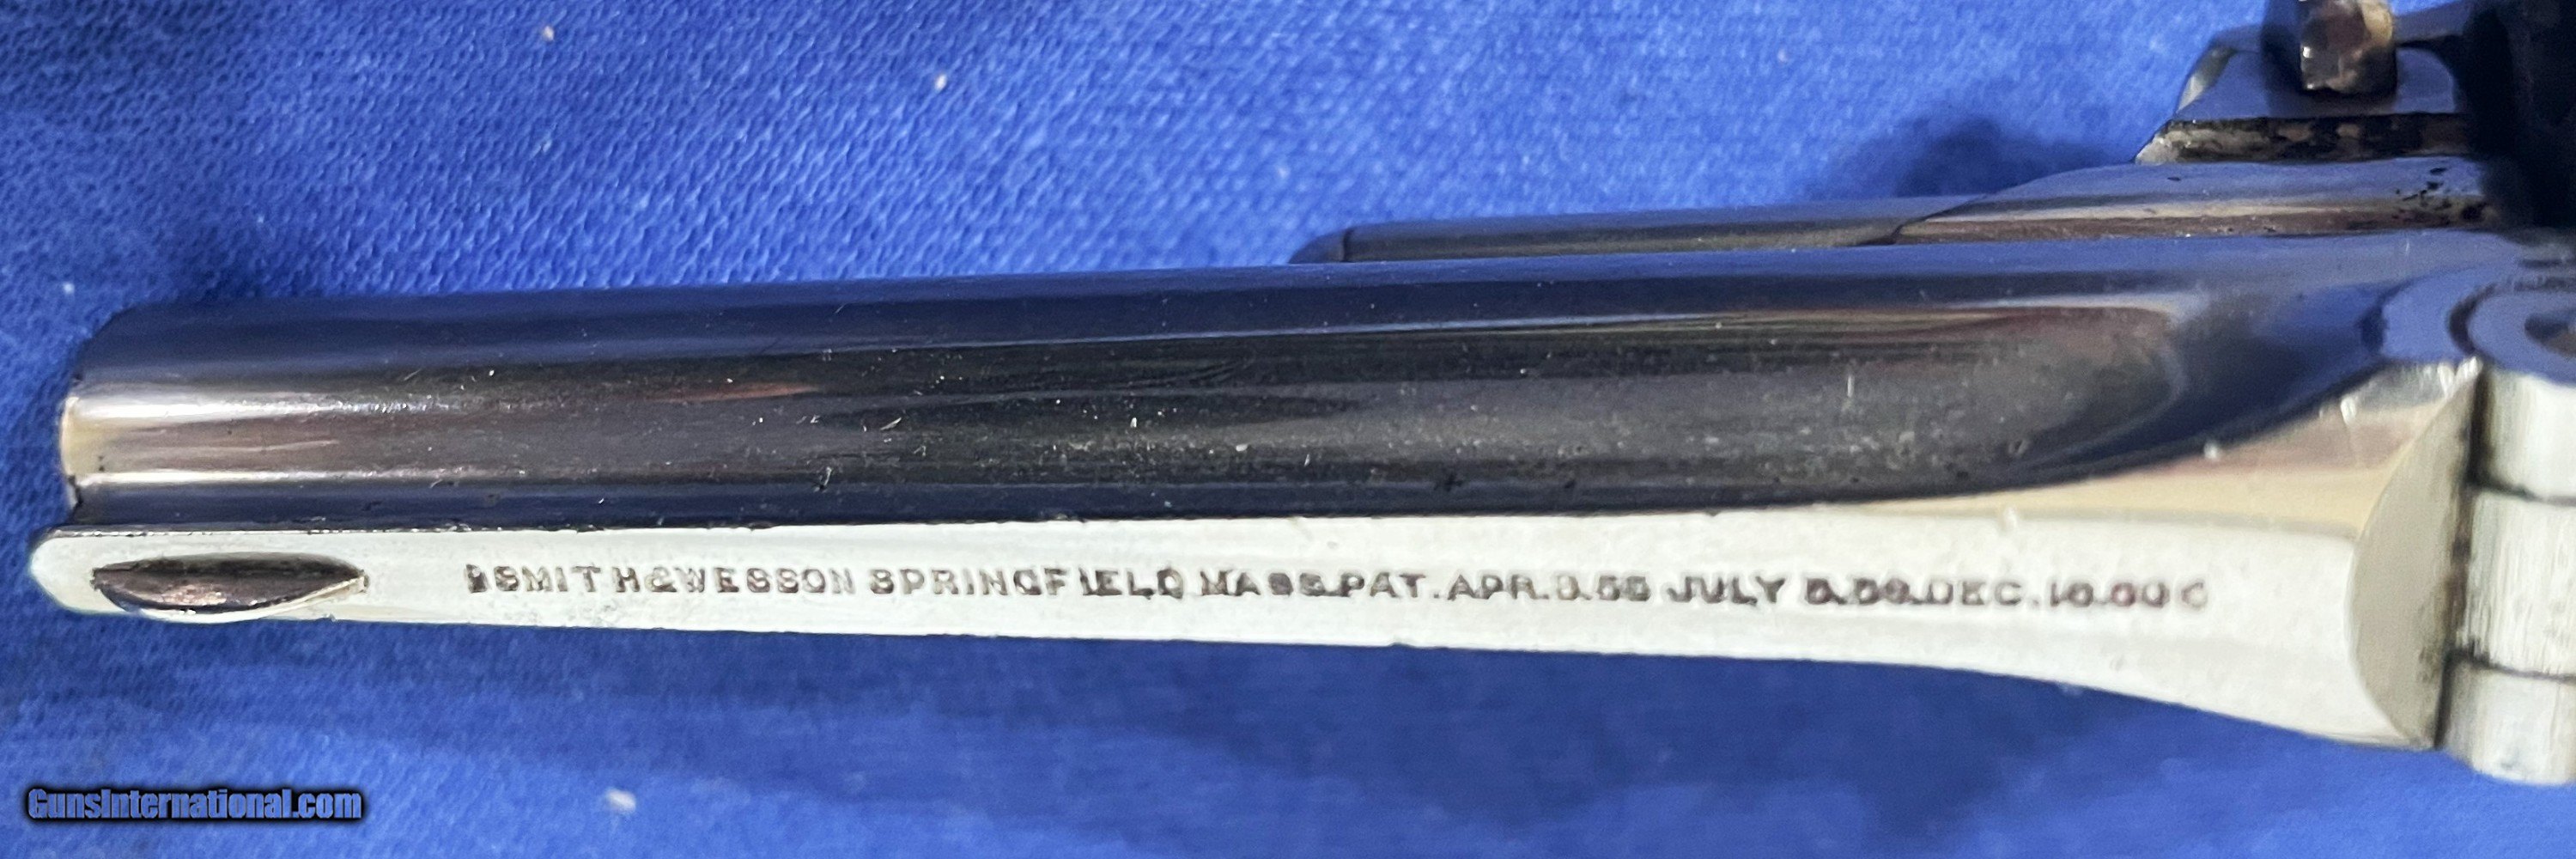 SMITH & WESSON SPRINGFIELD MASS. PAT. APR. 3.55 JULY 5.59. DEC. 18.60
GunsInternational.com